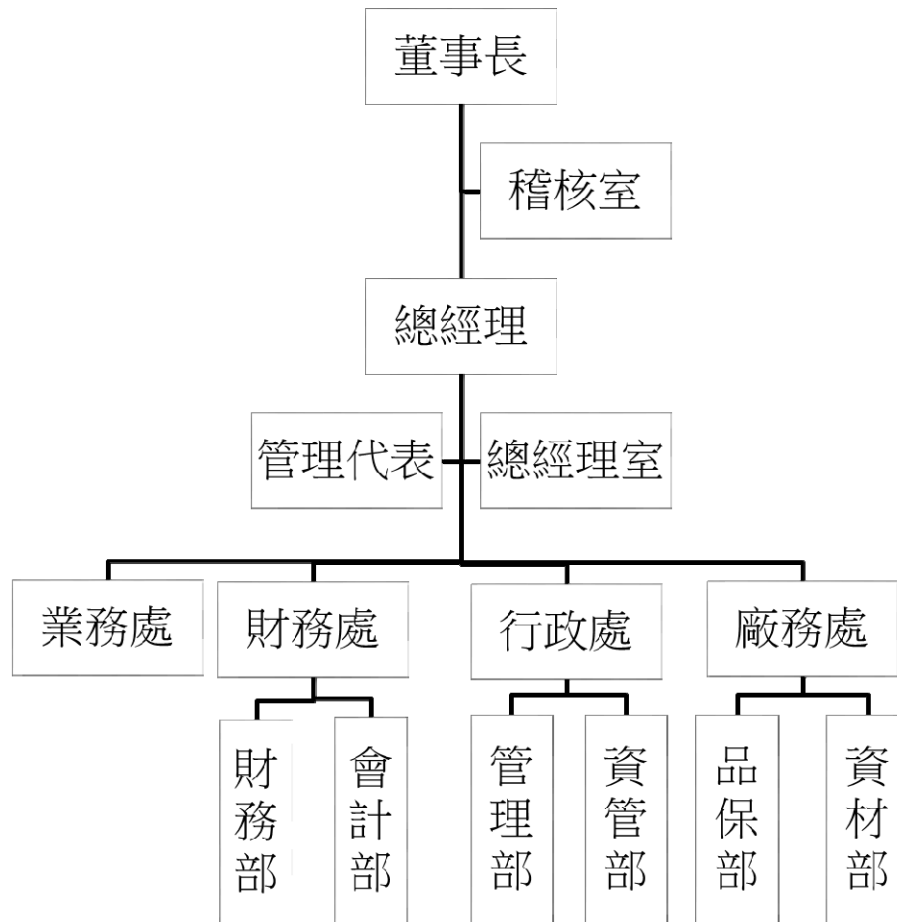 董事長
稽核室
總經理
管理代表
總經理室
業務處
財務處
行政處
廠務處
財務部
會計部
管理部
資管部
品保部
資材部